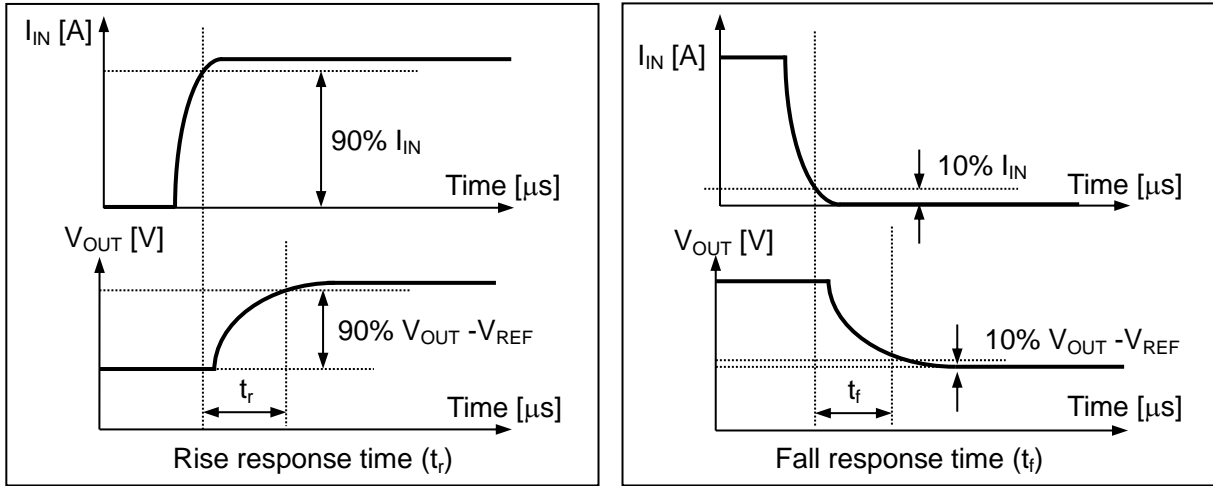 I_IN [A]
90% I_IN
Time [μs]
V_OUT [V]
90% V_OUT -V_REF
t_r
Time [μs]
Rise response time (t_r)
I_IN [A]
10% I_IN
Time [μs]
V_OUT [V]
10% V_OUT -V_REF
t_f
Time [μs]
Fall response time (t_f)